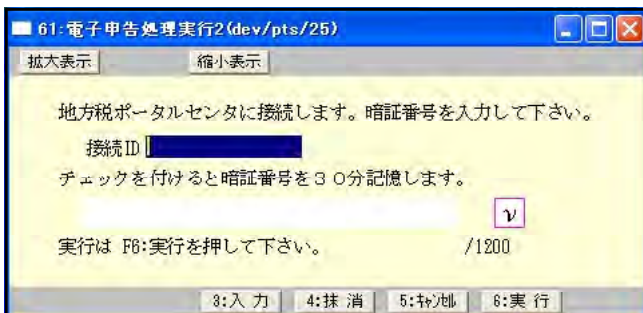 61:電子申告処理実行2(dev/pts/25)
拡大表示 縮小表示
地方税ポータルセンタに接続します。暗証番号を入力して下さい。
接続ID
チェックを付けると暗証番号を30分記憶します。
ν
実行は F6:実行を押して下さい。 /1200
3:入 力 4:抹 消 5:ｷｬﾝｾﾙ 6:実 行